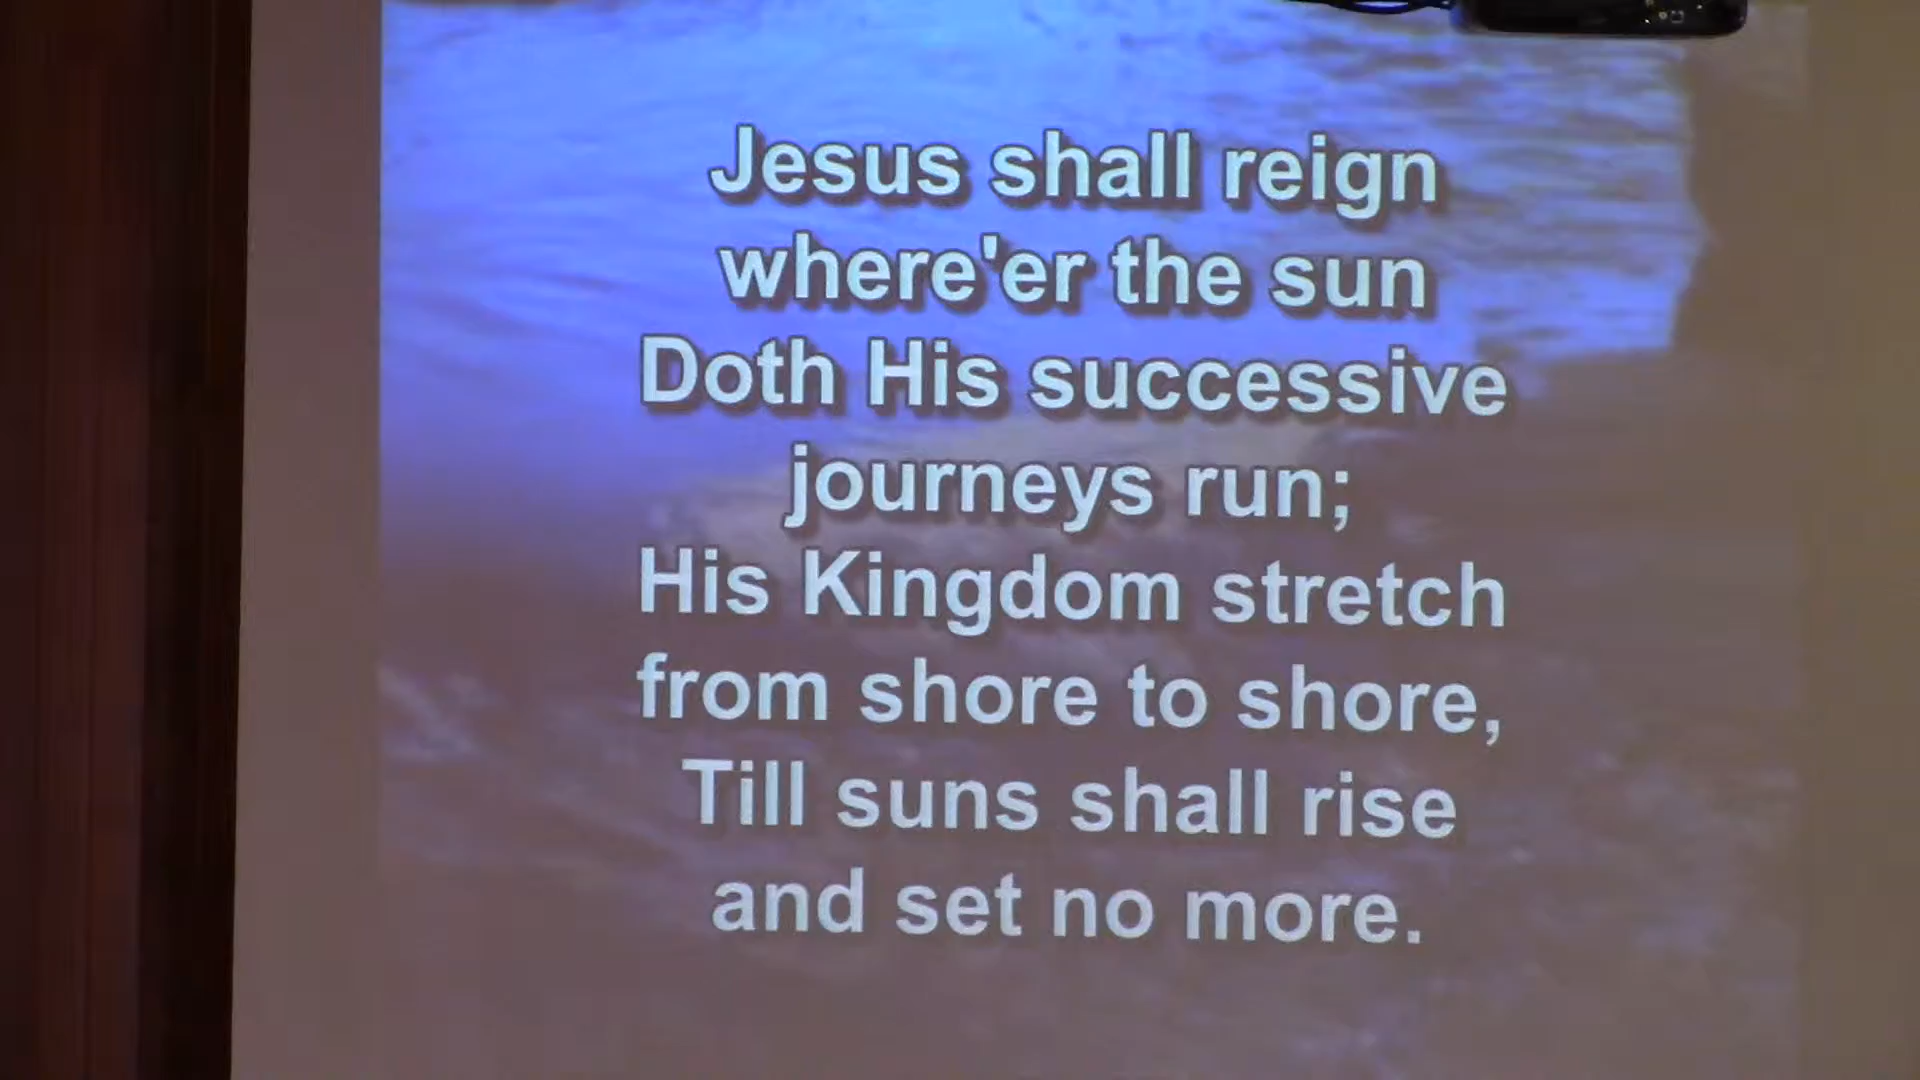 Jesus shall reign
where'er the sun
Doth His successive
journeys run;
His Kingdom stretch
from shore to shore,
Till suns shall rise
and set no more.